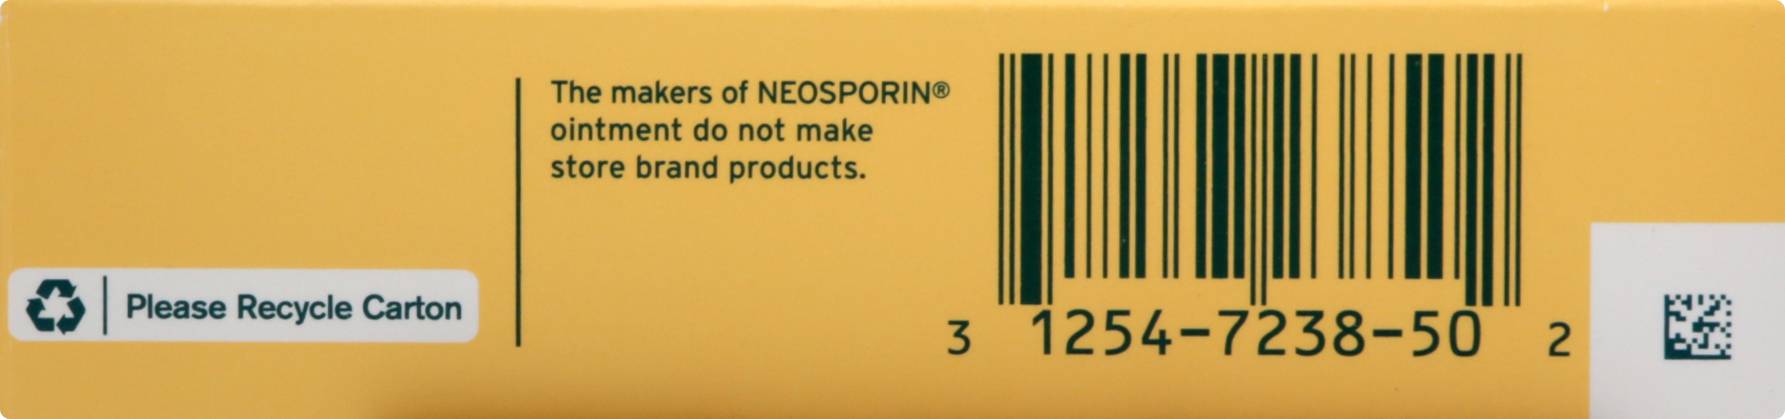 The makers of NEOSPORIN®
ointment do not make
store brand products.
Please Recycle Carton
3 1254-7238-50 2